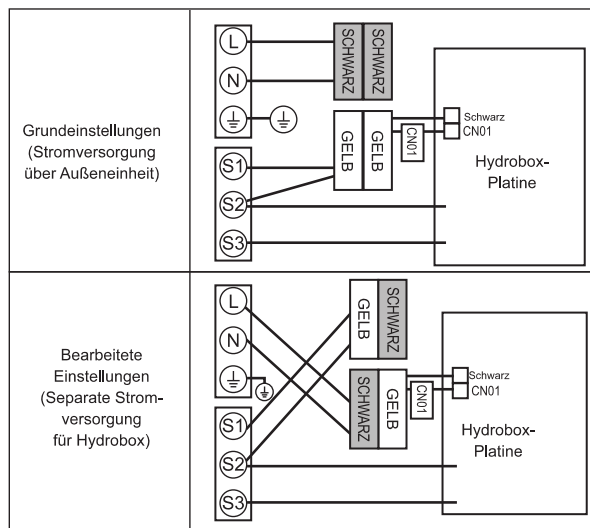 Grundeinstellungen
(Stromversorgung
über Außeneinheit)
L
N
S1
S2
S3
SCHWARZ
SCHWARZ
GELB
GELB
CN01
Schwarz
CN01
Hydrobox-
Platine
Bearbeitete
Einstellungen
(Separate Strom-
versorgung
für Hydrobox)
L
N
S1
S2
S3
GELB
SCHWARZ
SCHWARZ
GELB
CN01
Schwarz
CN01
Hydrobox-
Platine